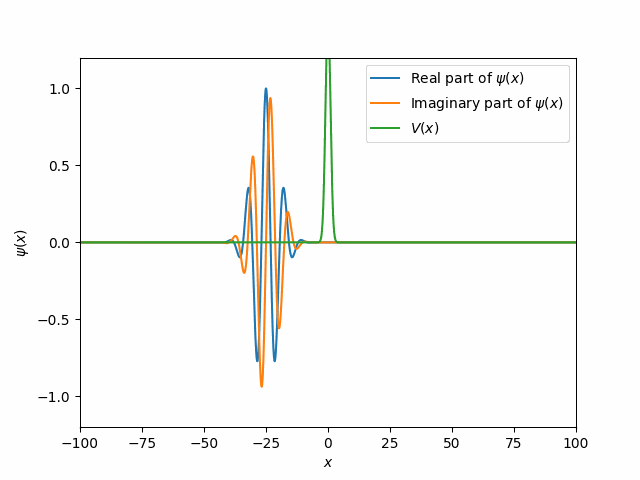 Real part of ψ(x)
Imaginary part of ψ(x)
V(x)
1.0
0.5
0.0
−0.5
−1.0
ψ(x)
−100 −75 −50 −25 0 25 50 75 100
x